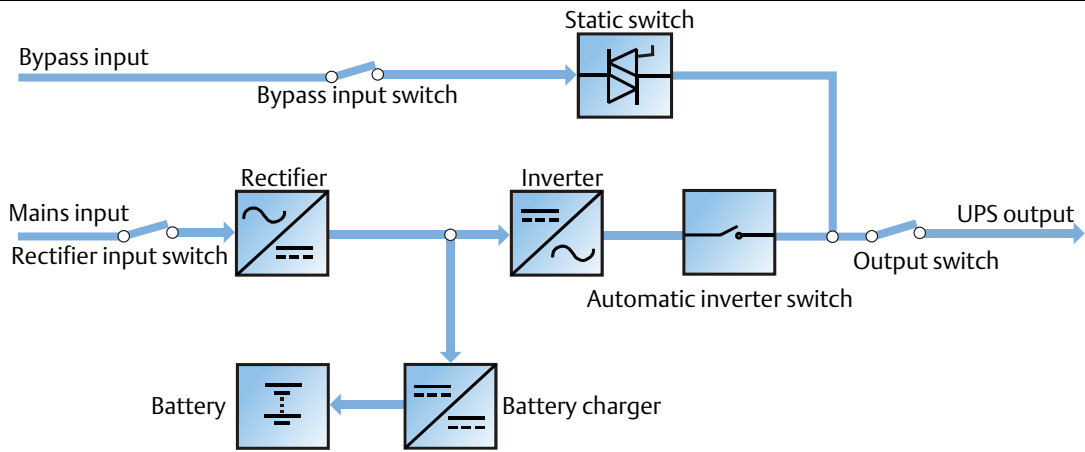 Static switch
Bypass input
Bypass input switch
Rectifier
Inverter
Mains input
UPS output
Rectifier input switch
Output switch
Automatic inverter switch
Battery
Battery charger